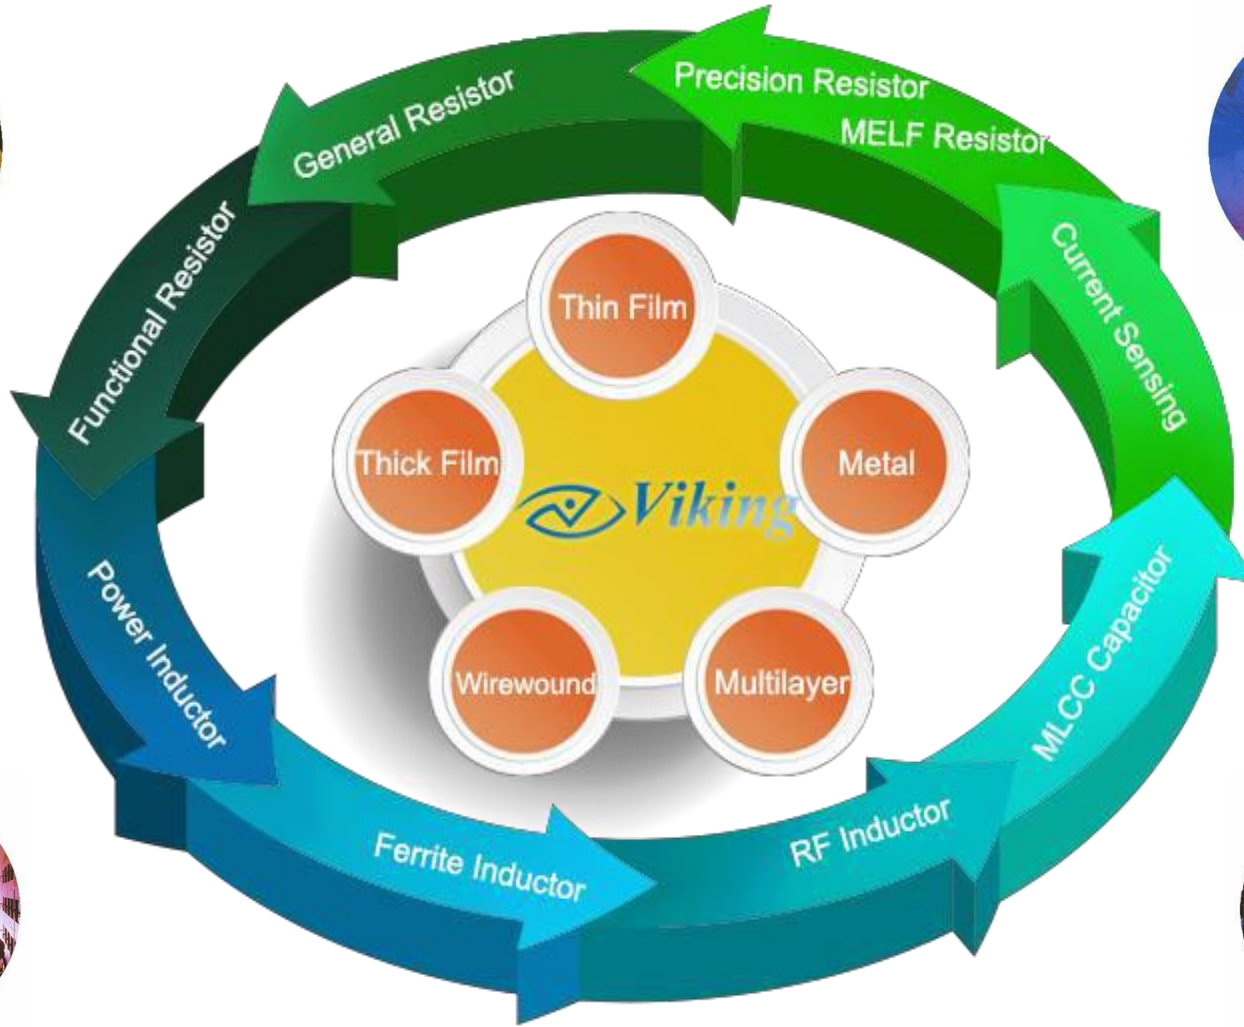 Precision Resistor
MELF Resistor
General Resistor
Current Sensing
Functional Resistor
Thin Film
Thick Film
Metal
Viking
Power Inductor
Wirewound
Multilayer
MLCC Capacitor
RF Inductor
Ferrite Inductor